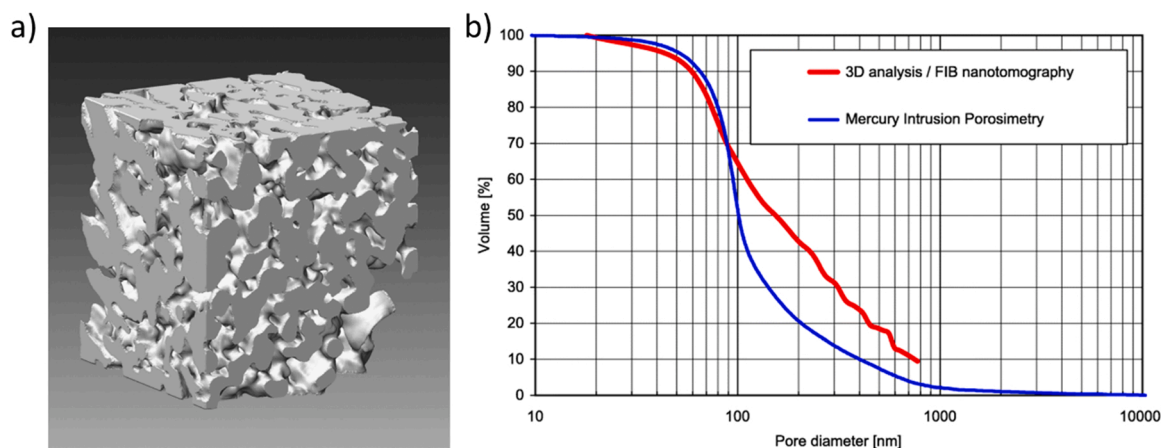 a)
b)
100
90
80
70
60
50
40
30
20
10
0
Volume [%]
3D analysis / FIB nanotomography
Mercury Intrusion Porosimetry
10
100
1000
10000
Pore diameter [nm]